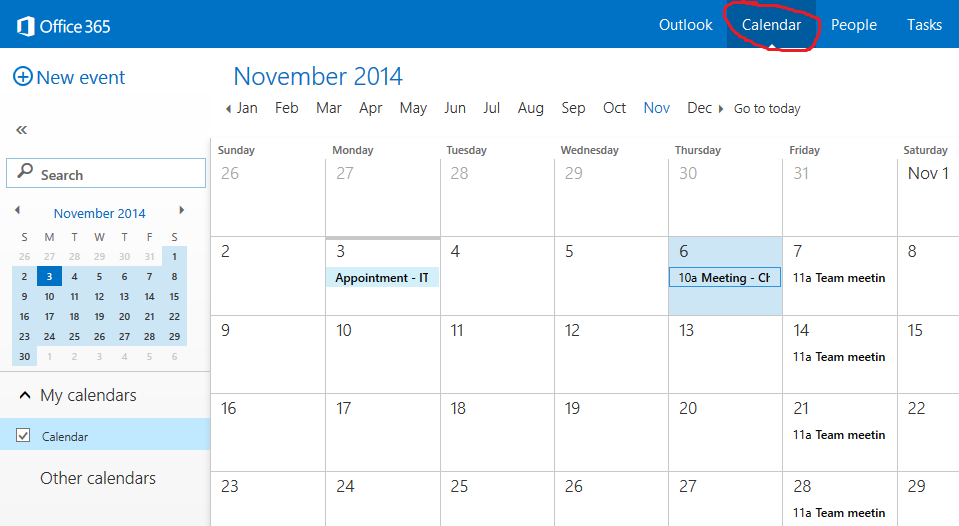 Office 365 Outlook Calendar People Tasks
New event
November 2014
Jan Feb Mar Apr May Jun Jul Aug Sep Oct Nov Dec Go to today
«
Search
November 2014
S M T W T F S
26 27 28 29 30 31 1
2 3 4 5 6 7 8
9 10 11 12 13 14 15
16 17 18 19 20 21 22
23 24 25 26 27 28 29
30 1 2 3 4 5 6
My calendars
Calendar
Other calendars
Sunday Monday Tuesday Wednesday Thursday Friday Saturday
26 27 28 29 30 31 Nov 1
2 3 4 5 6 7 8
Appointment - IT 10a Meeting - Ch 11a Team meetin
9 10 11 12 13 14 15
11a Team meetin
16 17 18 19 20 21 22
11a Team meetin
23 24 25 26 27 28 29
11a Team meetin